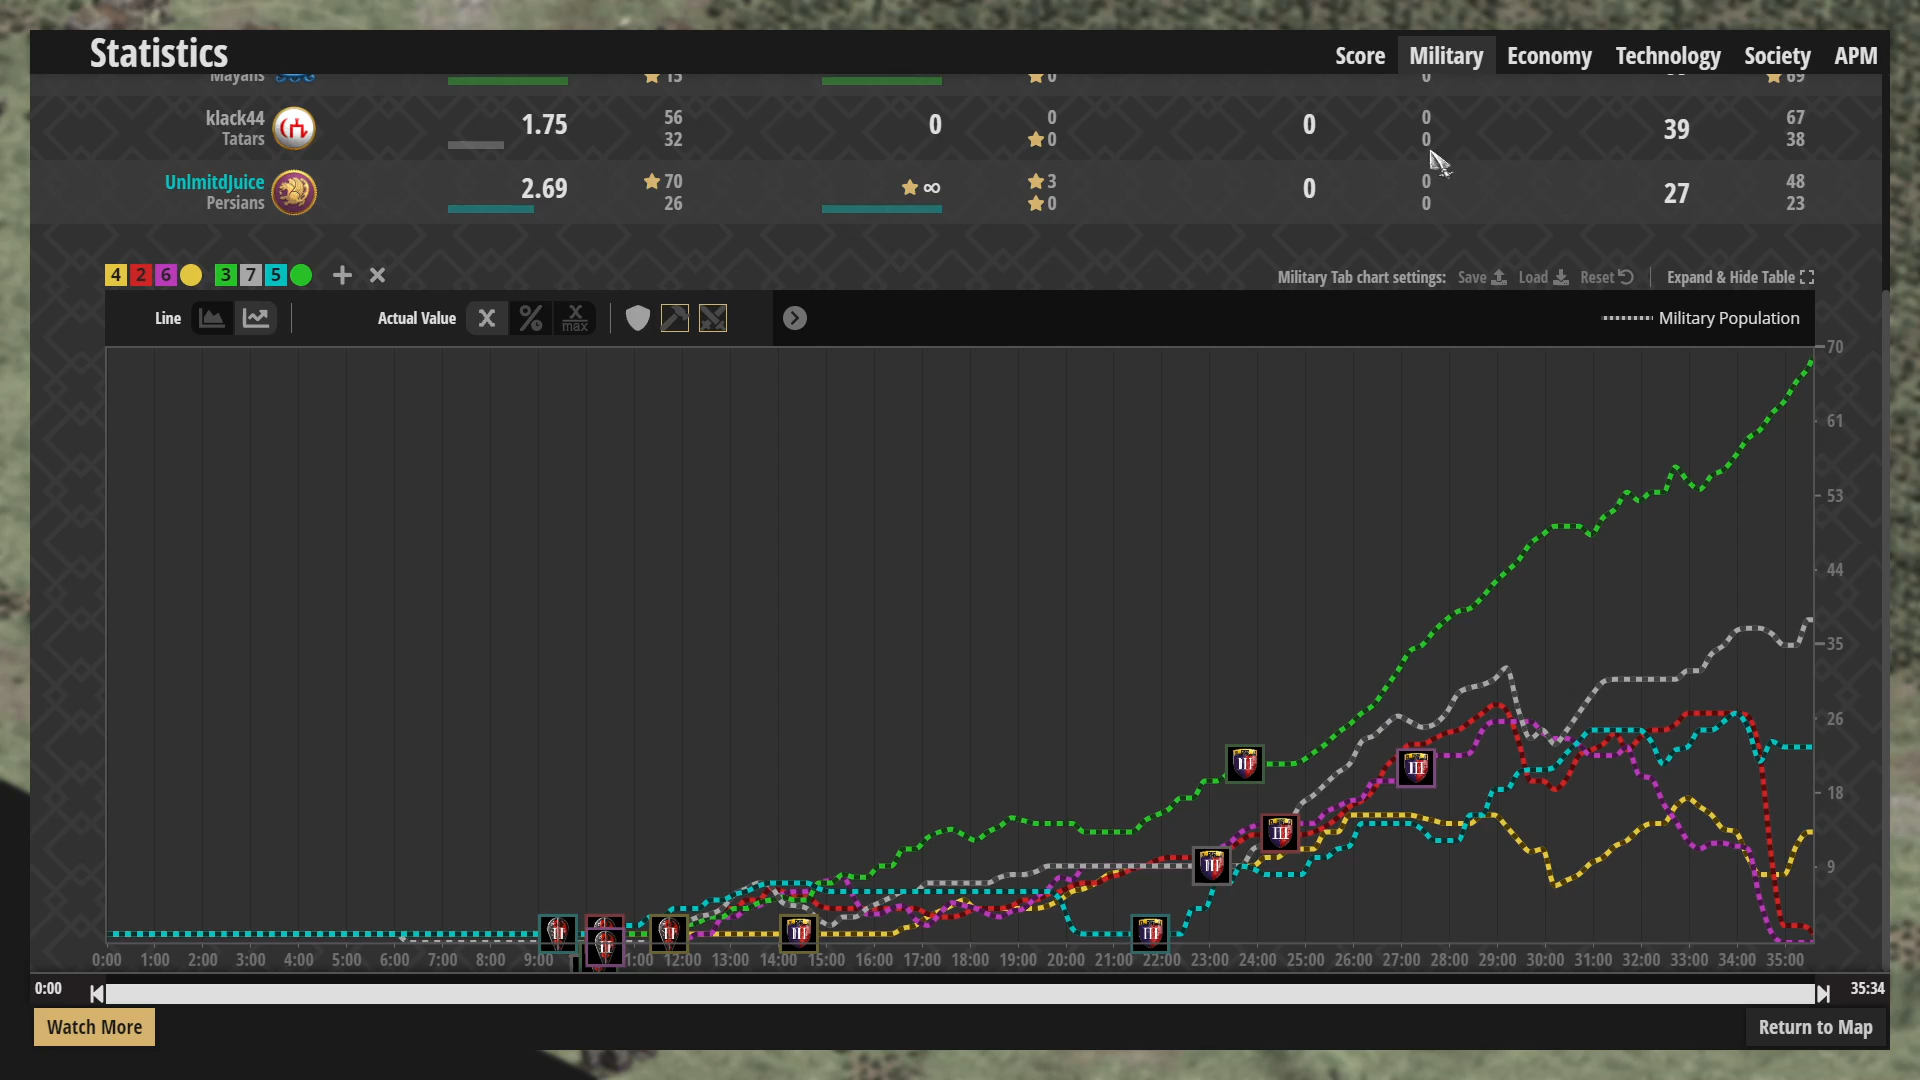 Statistics
Score Military Economy Technology Society APM
Mayans 15 0 0 69
klack44 1.75 56 0 0 0 0 39 67
Tatars 32 0 0 38
UnlmitdJuice 2.69 70 ∞ 3 0 0 27 48
Persians 26 0 0 23
4 2 6 3 7 5
Military Tab chart settings: Save Load Reset Expand & Hide Table
Line Actual Value X % X max Military Population
70
61
53
44
35
26
18
9
0:00 1:00 2:00 3:00 4:00 5:00 6:00 7:00 8:00 9:00 12:00 13:00 14:00 15:00 16:00 17:00 18:00 19:00 20:00 21:00 22:00 23:00 24:00 25:00 26:00 27:00 28:00 29:00 30:00 31:00 32:00 33:00 34:00 35:00
0:00 35:34
Watch More Return to Map